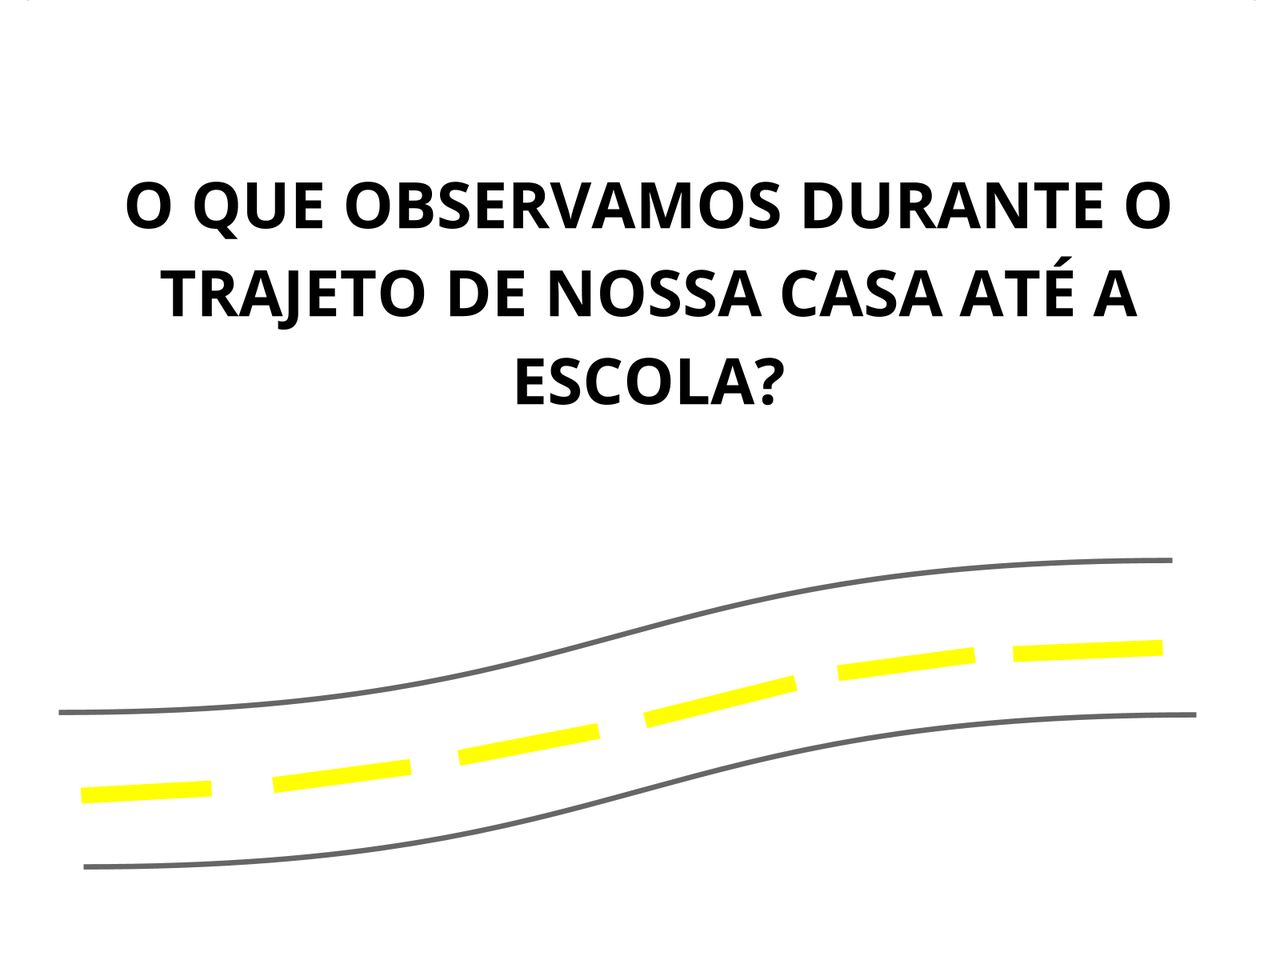 O QUE OBSERVAMOS DURANTE O
TRAJETO DE NOSSA CASA ATÉ A
ESCOLA?